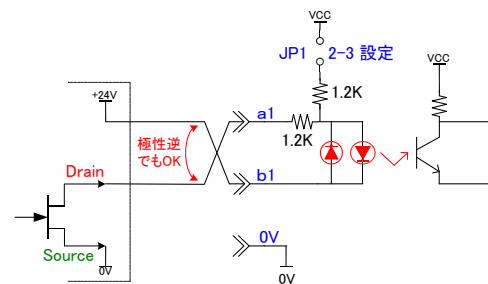 VCC
JP1 2-3 設定
VCC
+24V
1.2K
a1
1.2K
極性逆
でもOK
Drain
b1
Source
0V
0V
0V